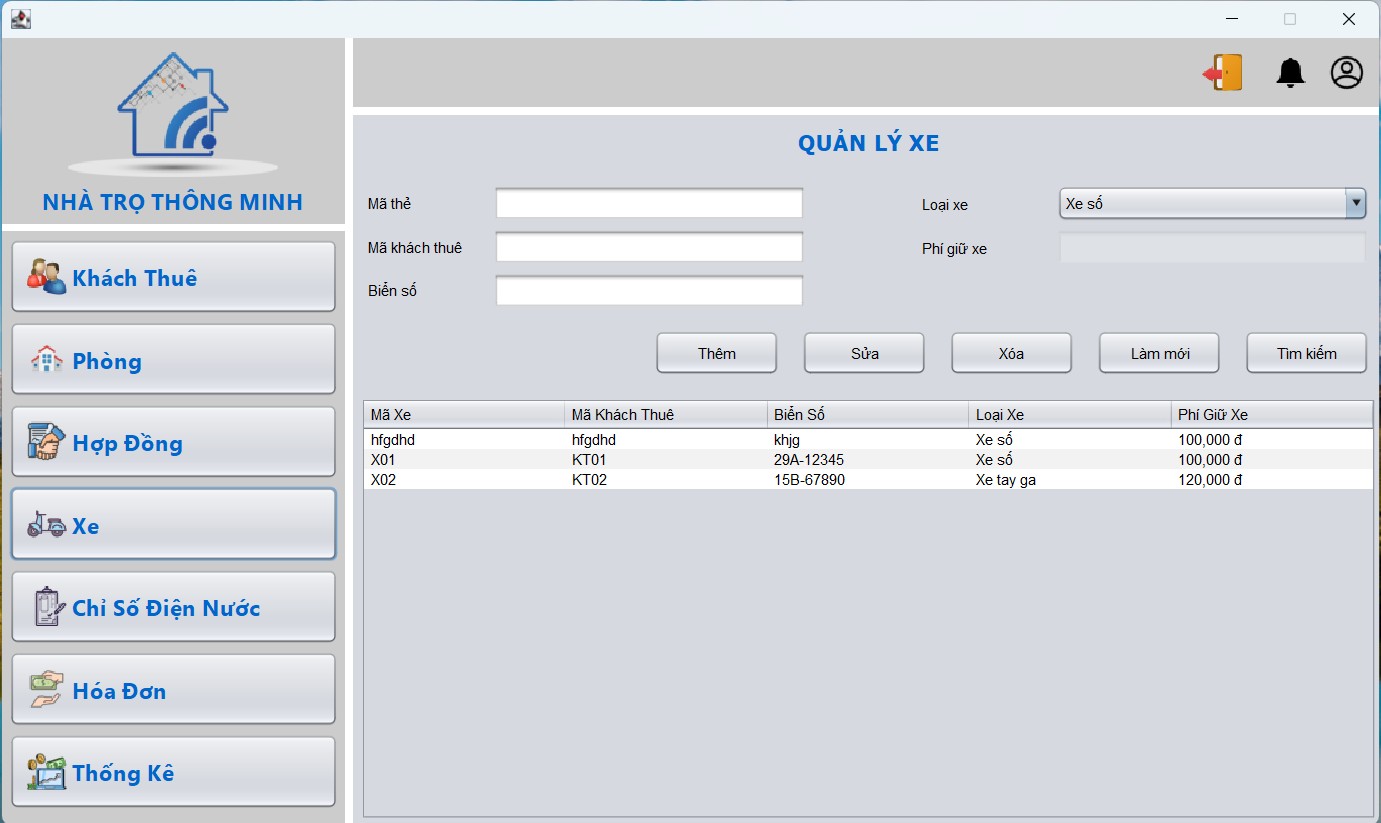 NHÀ TRỌ THÔNG MINH
Khách Thuê
Phòng
Hợp Đồng
Xe
Chỉ Số Điện Nước
Hóa Đơn
Thống Kê
QUẢN LÝ XE
Mã thẻ
Loại xe Xe số
Mã khách thuê
Phí giữ xe
Biển số
Thêm Sửa Xóa Làm mới Tìm kiếm
Mã Xe Mã Khách Thuê Biển Số Loại Xe Phí Giữ Xe
hfgdhd hfgdhd khjg Xe số 100,000 đ
X01 KT01 29A-12345 Xe số 100,000 đ
X02 KT02 15B-67890 Xe tay ga 120,000 đ